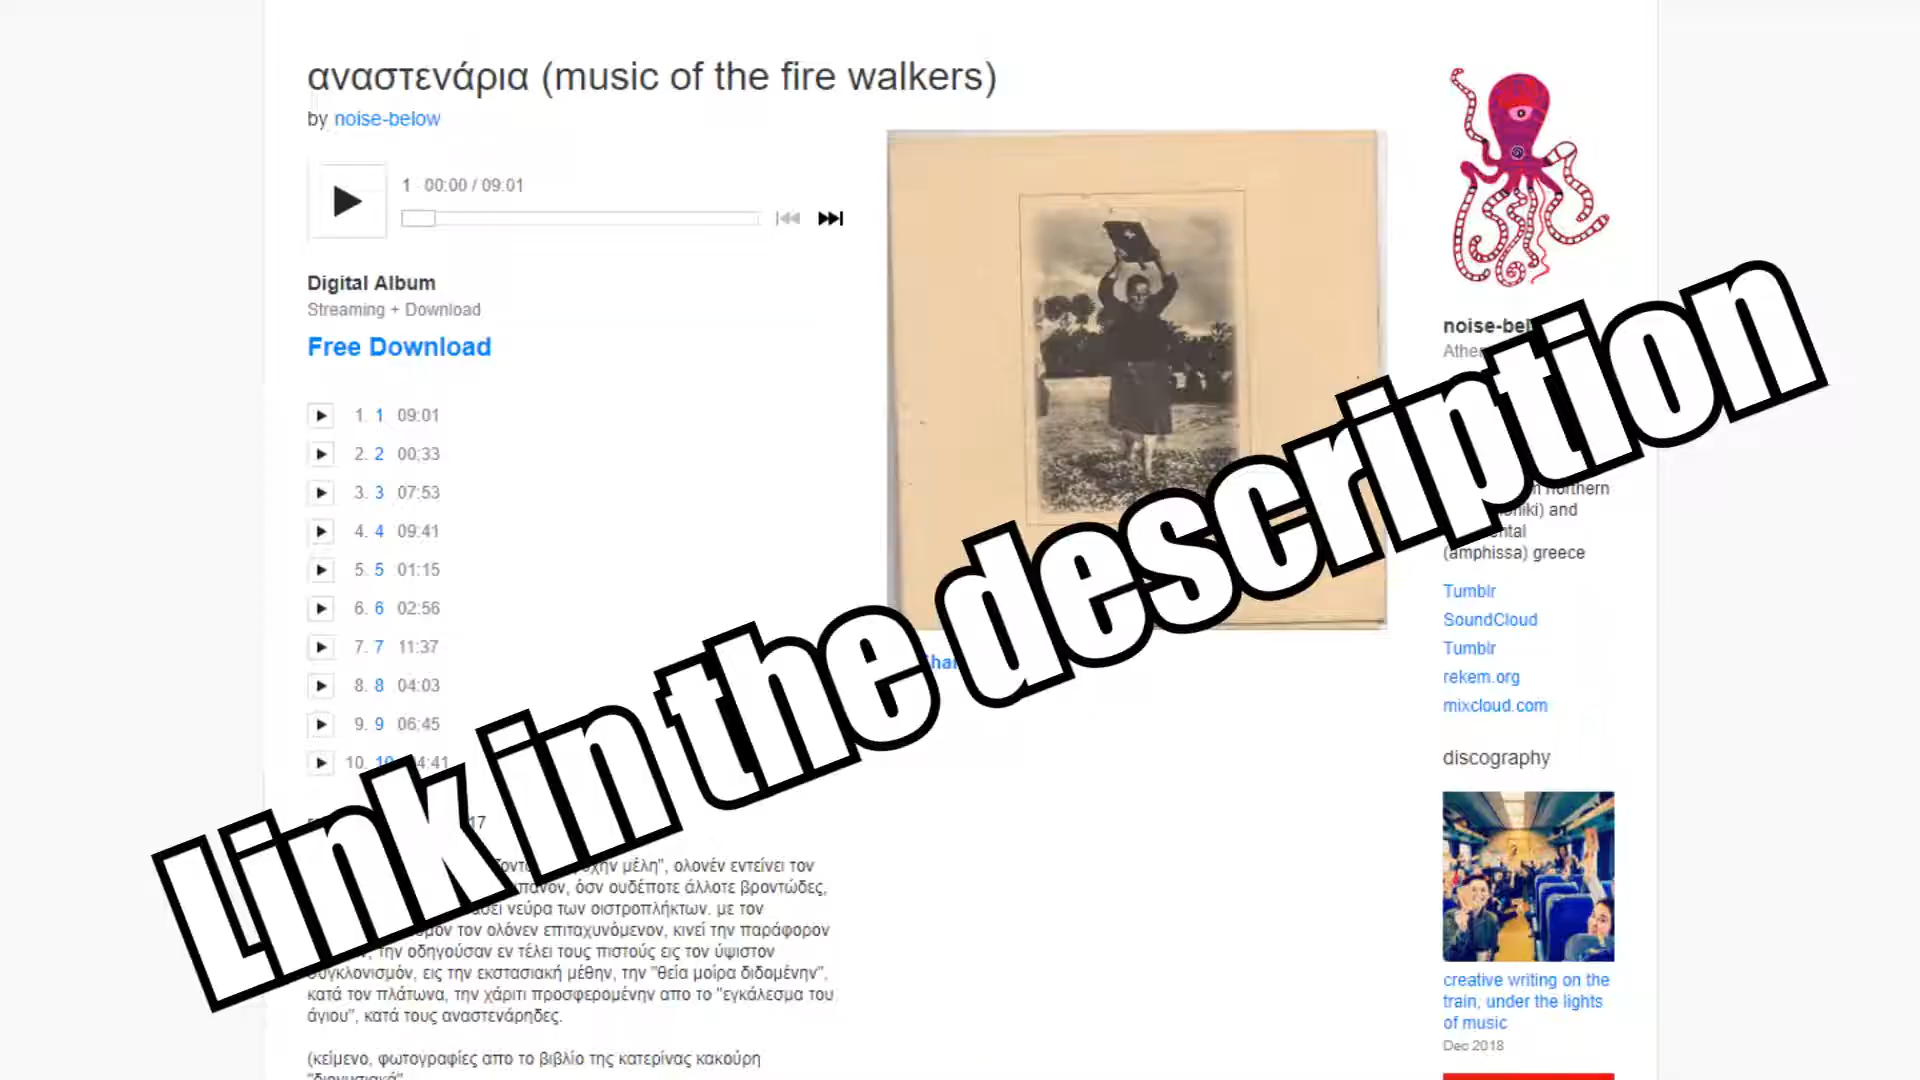 αναστενάρια (music of the fire walkers)
by noise-below
1 00:00 / 09:01
Digital Album
Streaming + Download
Free Download
1. 1 09:01
2. 2 00:33
3. 3 07:53
4. 4 09:41
5. 5 01:15
6. 6 02:56
7. 7 11:37
8. 8 04:03
9. 9 06:45
10.
μέλη", ολονέν εντείνει τον
όσν ουδέποτε άλλοτε βροντώδες,
νεύρα των οιστροπλήκτων. με τον
τον ολόνεν επιταχυνόμενον, κινεί την παράφορον
την οδηγούσαν εν τέλει τους πιστούς εις τον ύψιστον
συγκλονισμόν, εις την εκστασιακή μέθην, την "θεία μοίρα διδομένην",
κατά τον πλάτωνα, την χάριτι προσφερομένην απο το "εγκάλεσμα του
άγιου", κατά τους αναστενάρηδες.
(κείμενο, φωτογραφίες απο το βιβλίο της κατερίνας κακούρη
"διονυσιακά"
Link in the description
northern
and
(amphissa) greece
Tumblr
SoundCloud
Tumblr
rekem.org
mixcloud.com
discography
creative writing on the
train, under the lights
of music
Dec 2018